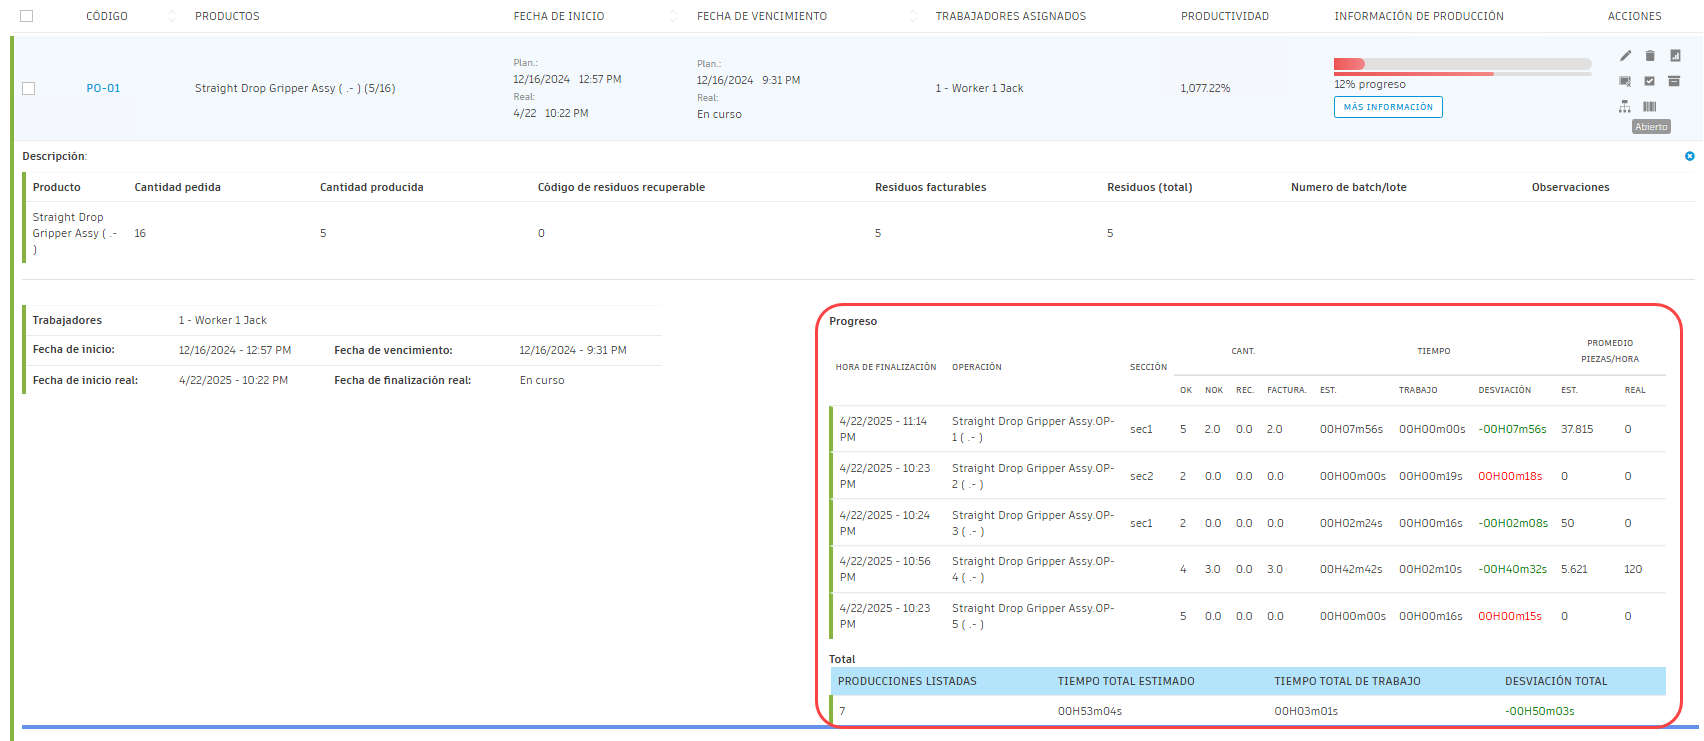 CÓDIGO PRODUCTOS FECHA DE INICIO FECHA DE VENCIMIENTO TRABAJADORES ASIGNADOS PRODUCTIVIDAD INFORMACIÓN DE PRODUCCIÓN ACCIONES
Plan.: Plan.:
12/16/2024 12:57 PM 12/16/2024 9:31 PM
PO-01 Straight Drop Gripper Assy ( .- ) (5/16) 1 - Worker 1 Jack 1,077.22% 12% progreso
Real: Real:
4/22 10:22 PM En curso MÁS INFORMACIÓN
Abierto
Descripción:
Producto Cantidad pedida Cantidad producida Código de residuos recuperable Residuos facturables Residuos (total) Numero de batch/lote Observaciones
Straight Drop
Gripper Assy ( .- 16 5 0 5 5
)
Trabajadores 1 - Worker 1 Jack
Fecha de inicio: 12/16/2024 - 12:57 PM Fecha de vencimiento: 12/16/2024 - 9:31 PM
Fecha de inicio real: 4/22/2025 - 10:22 PM Fecha de finalización real: En curso
Progreso
HORA DE FINALIZACIÓN OPERACIÓN SECCIÓN CANT. TIEMPO PROMEDIO
PIEZAS/HORA
OK NOK REC. FACTURA. EST. TRABAJO DESVIACIÓN EST. REAL
4/22/2025 - 11:14 Straight Drop Gripper Assy.OP-
PM 1 ( .- ) sec1 5 2.0 0.0 2.0 00H07m56s 00H00m00s -00H07m56s 37.815 0
4/22/2025 - 10:23 Straight Drop Gripper Assy.OP-
PM 2 ( .- ) sec2 2 0.0 0.0 0.0 00H00m00s 00H00m19s 00H00m18s 0 0
4/22/2025 - 10:24 Straight Drop Gripper Assy.OP-
PM 3 ( .- ) sec1 2 0.0 0.0 0.0 00H02m24s 00H00m16s -00H02m08s 50 0
4/22/2025 - 10:56 Straight Drop Gripper Assy.OP-
PM 4 ( .- ) 4 3.0 0.0 3.0 00H42m42s 00H02m10s -00H40m32s 5.621 120
4/22/2025 - 10:23 Straight Drop Gripper Assy.OP-
PM 5 ( .- ) 5 0.0 0.0 0.0 00H00m00s 00H00m16s 00H00m15s 0 0
Total
PRODUCCIONES LISTADAS TIEMPO TOTAL ESTIMADO TIEMPO TOTAL DE TRABAJO DESVIACIÓN TOTAL
7 00H53m04s 00H03m01s -00H50m03s